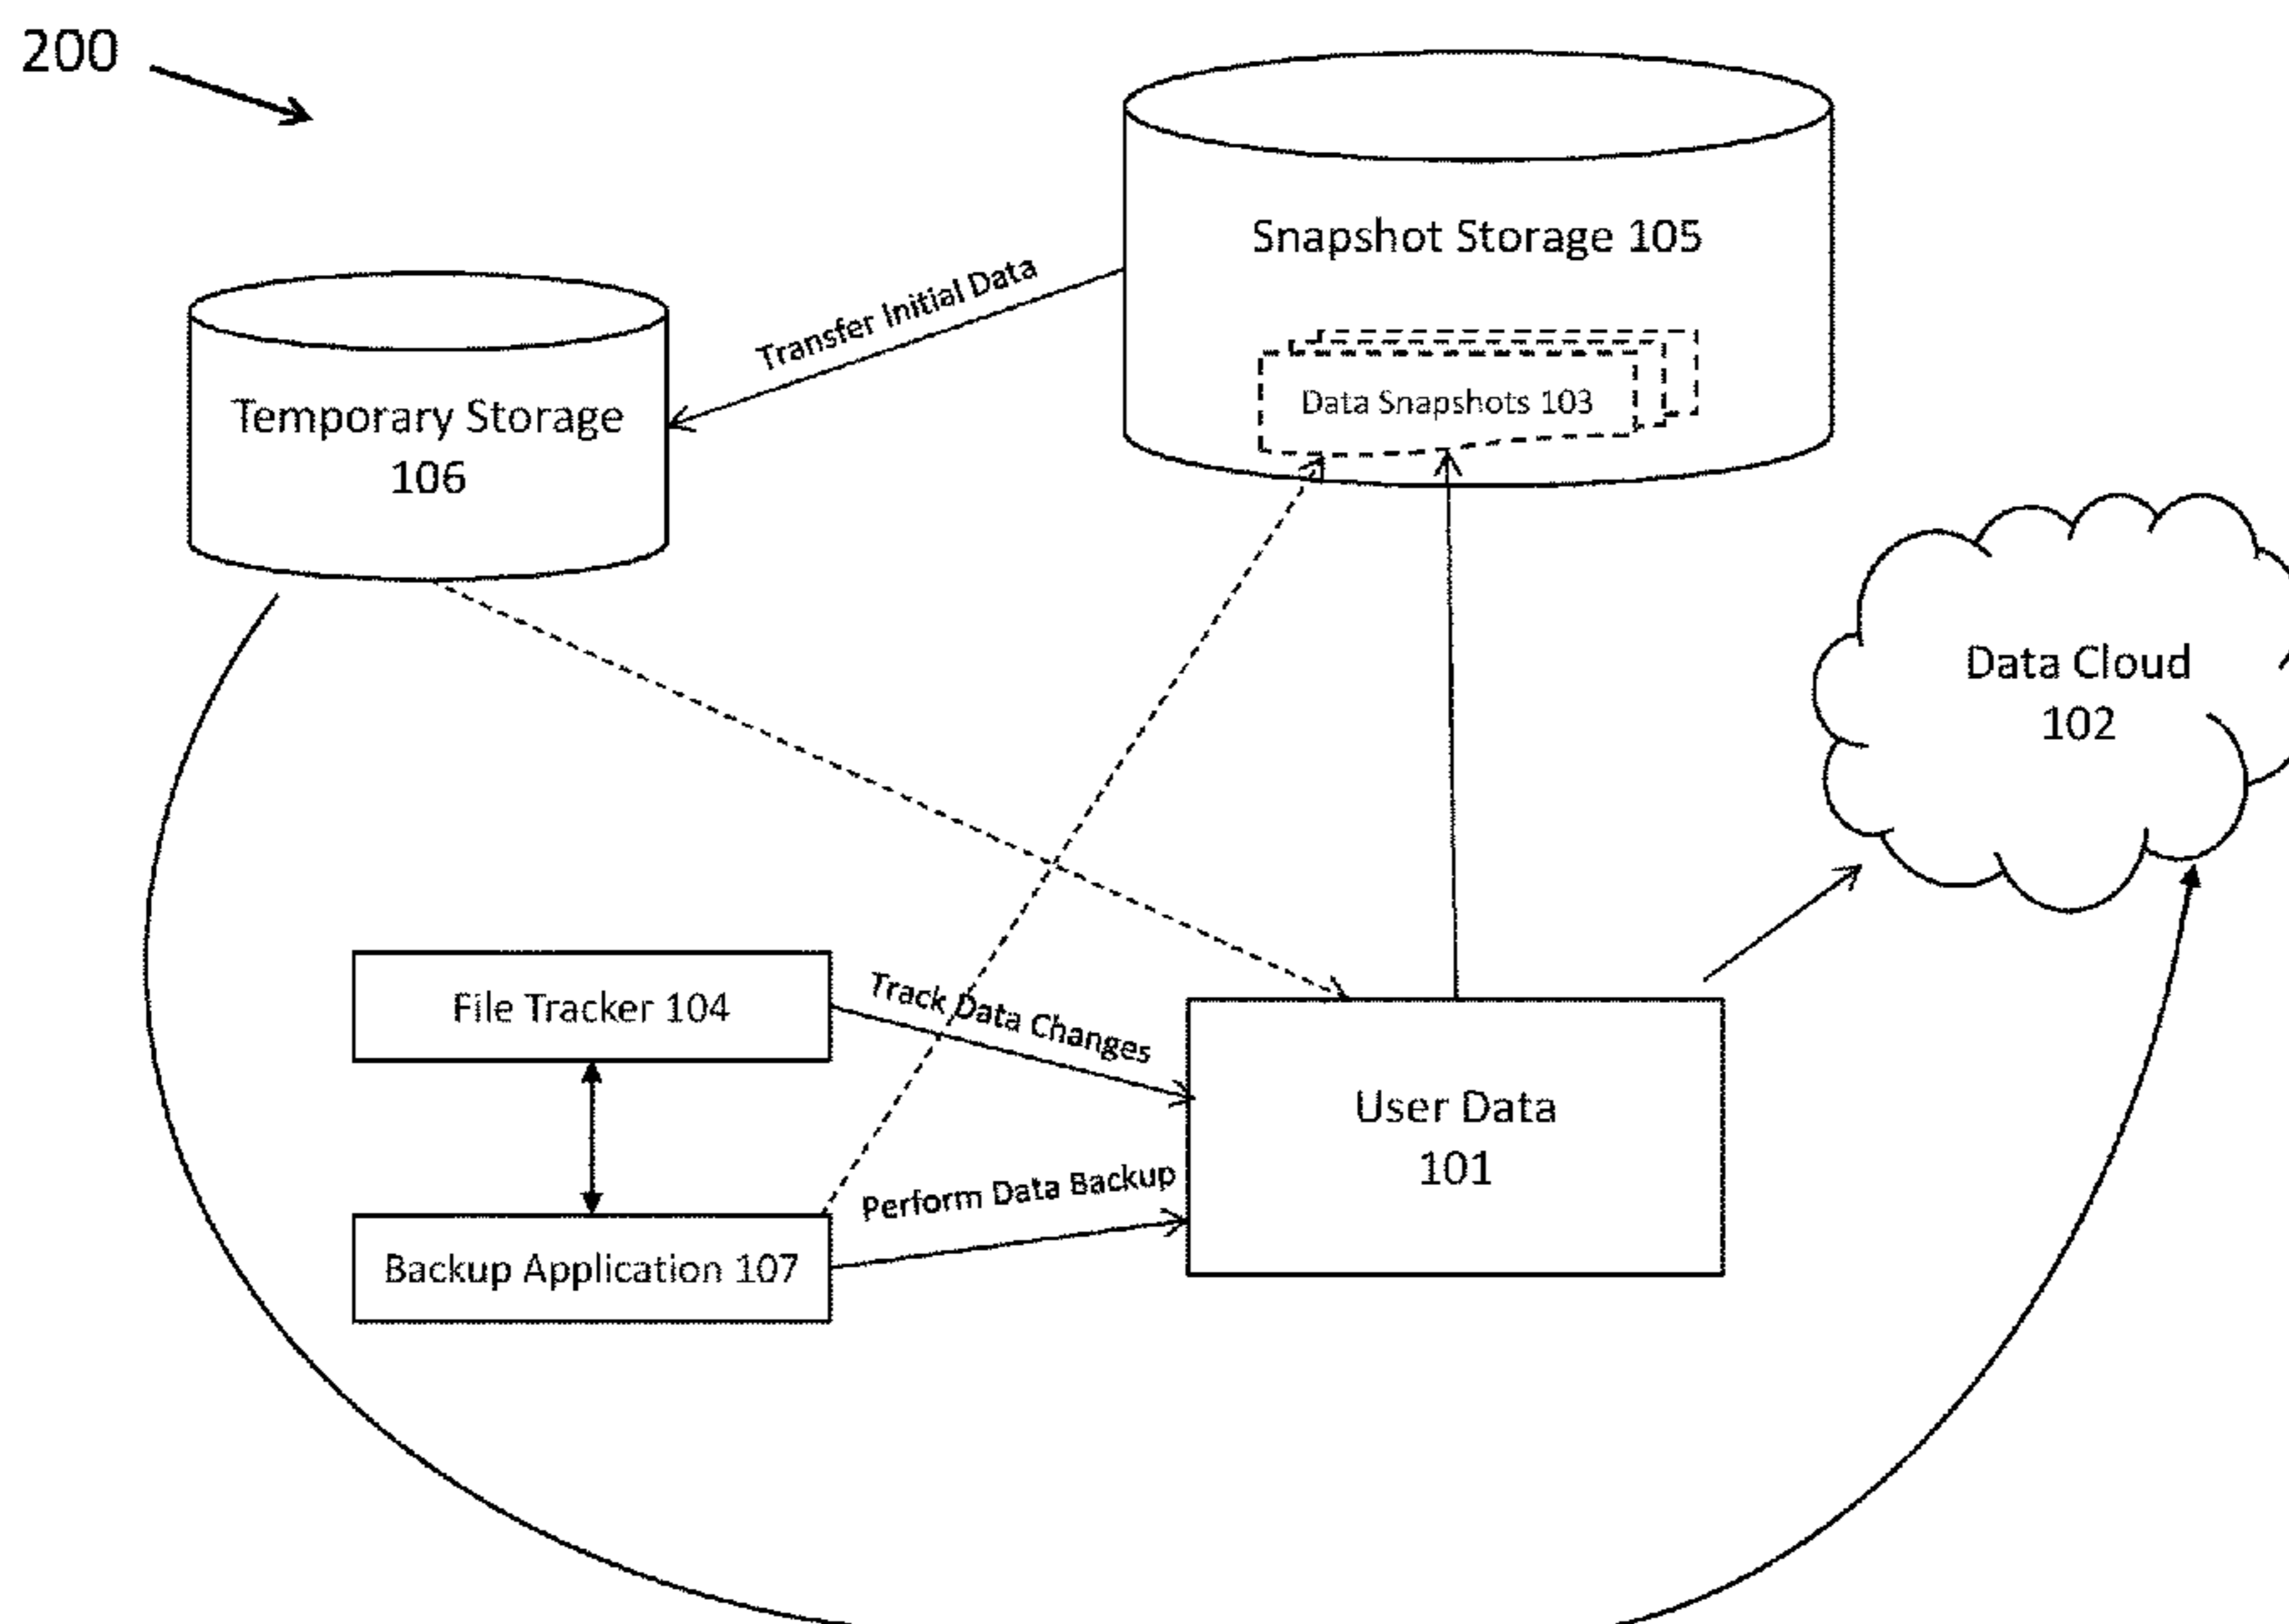 200
Snapshot Storage 105
Transfer Initial Data
Data Snapshots 103
Temporary Storage
106
Data Cloud
102
File Tracker 104
Track Data Changes
User Data
101
Perform Data Backup
Backup Application 107